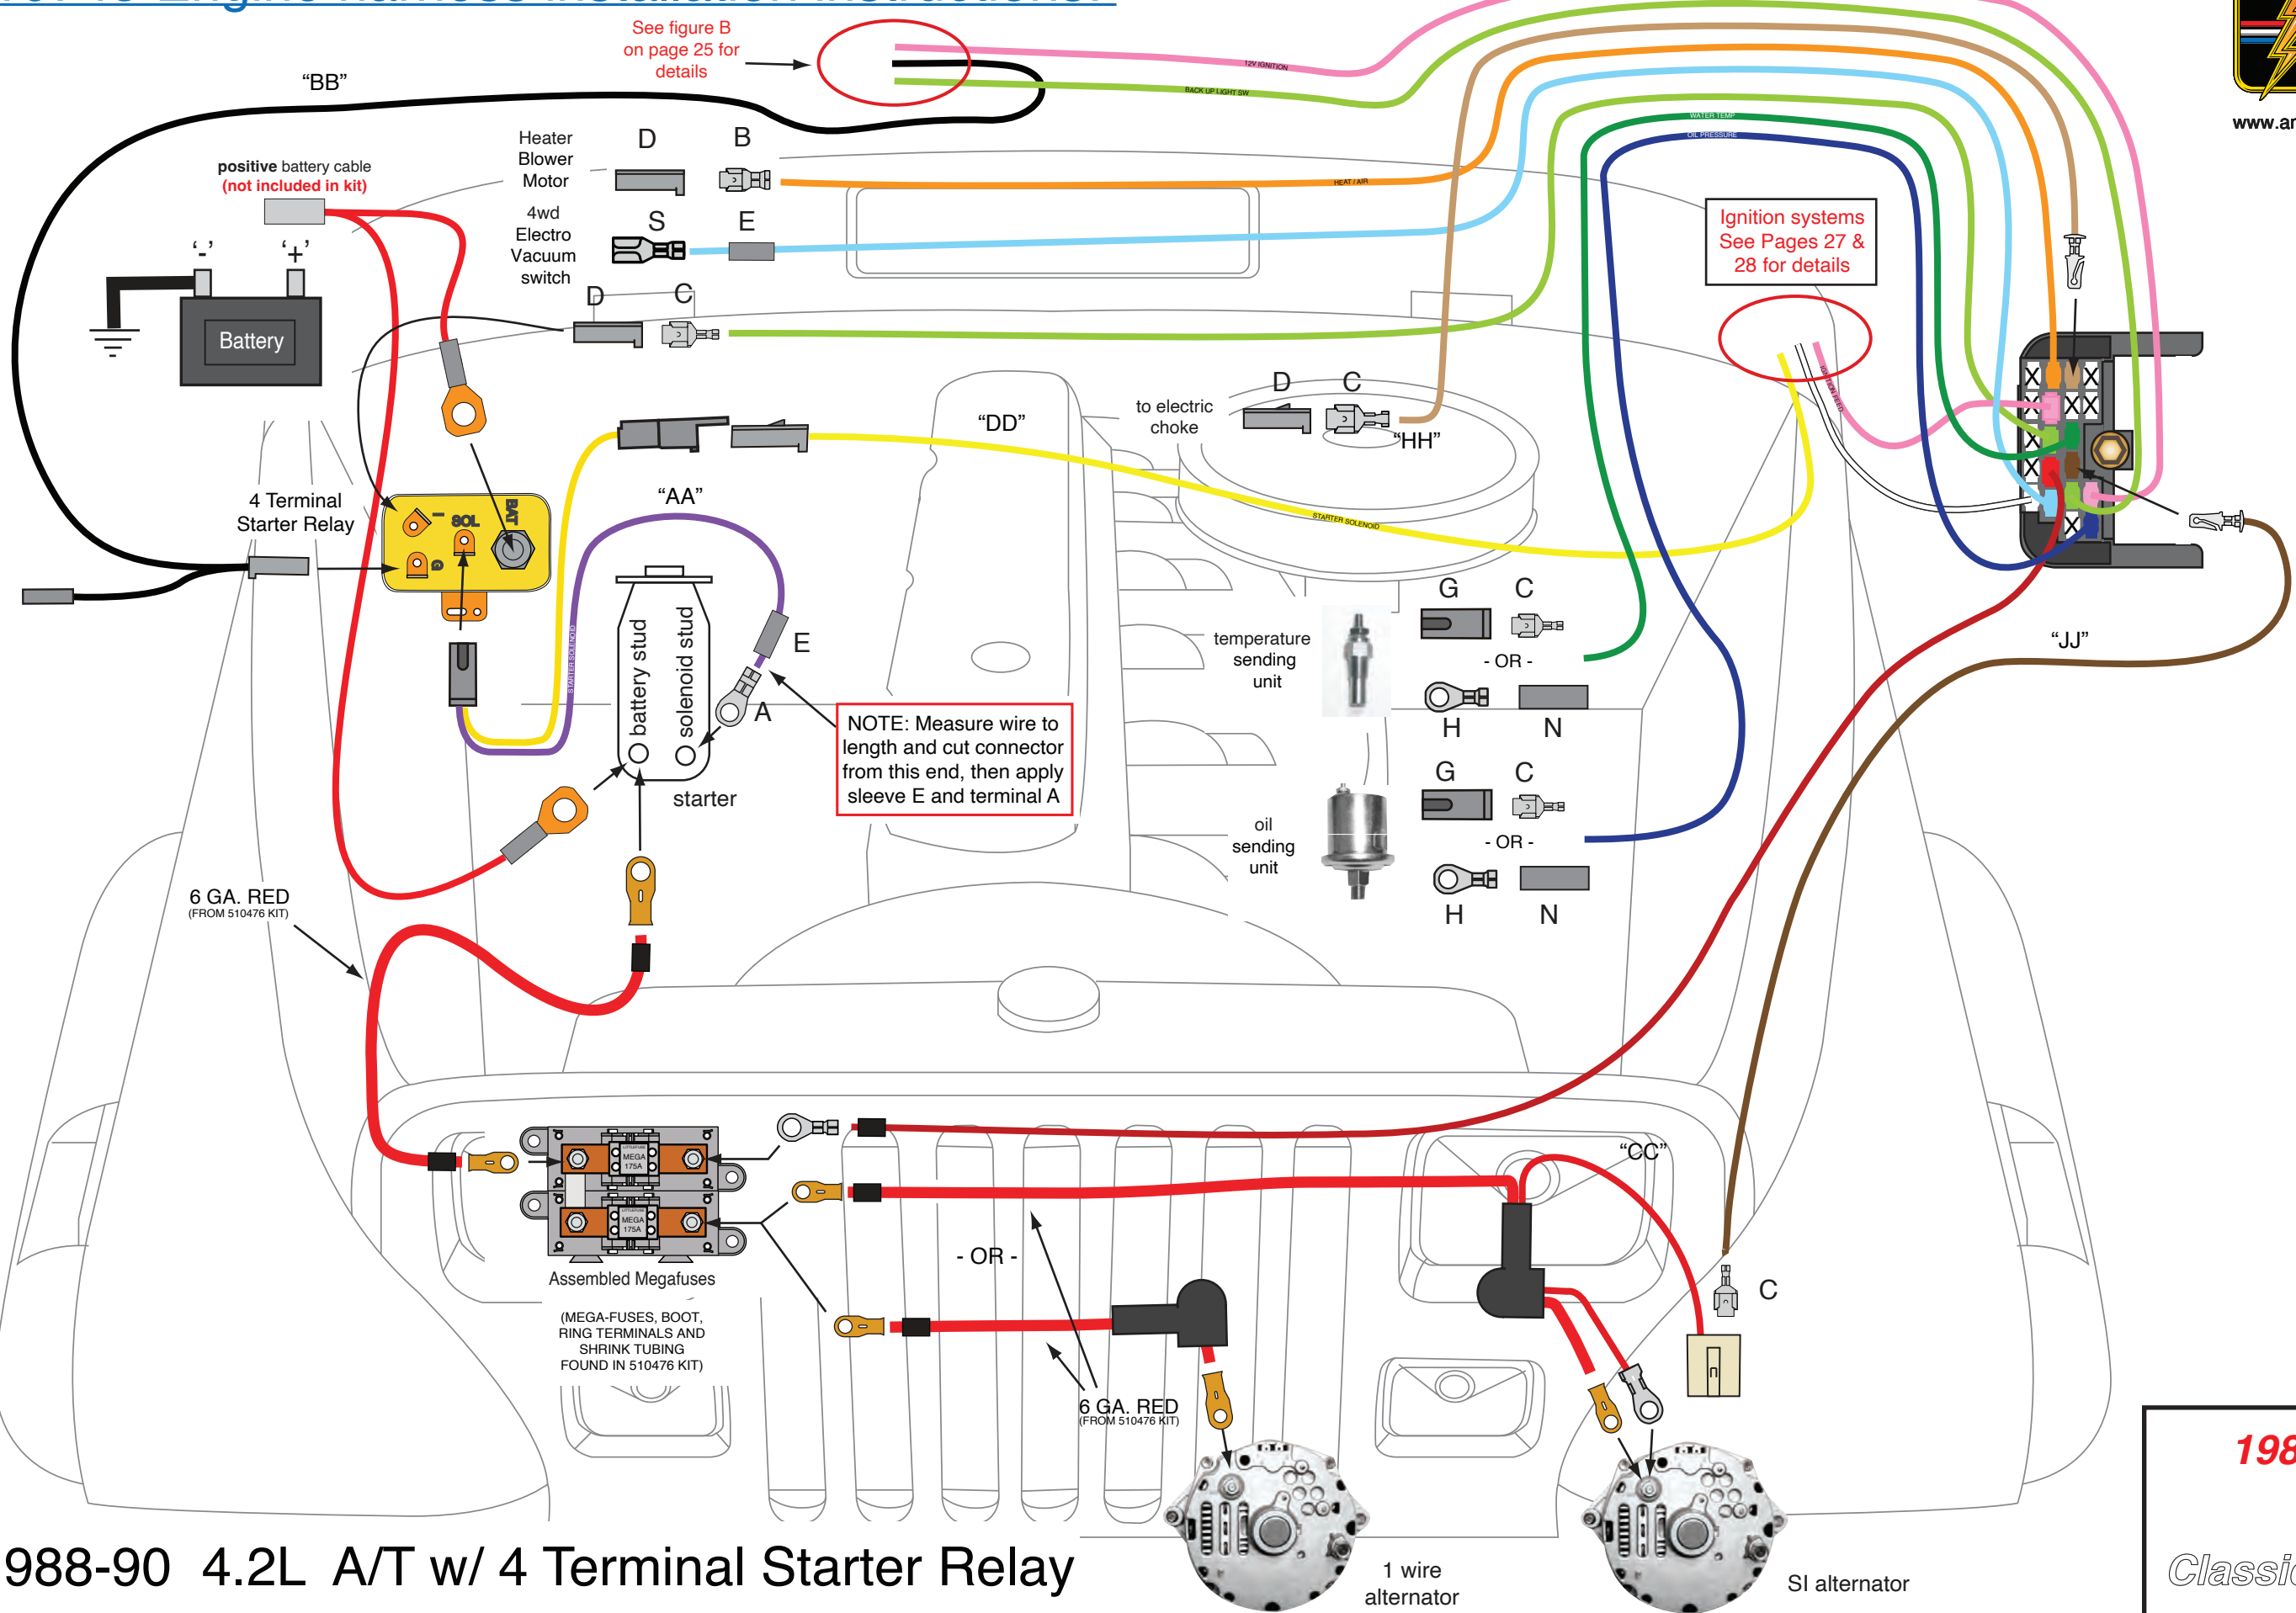 See figure B
on page 25 for
details
"BB"
12V IGNITION
BACK UP LIGHT SW
WATER TEMP
OIL PRESSURE
www.an
Heater
Blower
Motor
D
B
HEAT / AIR
positive battery cable
(not included in kit)
4wd
Electro
Vacuum
switch
S
E
'-'
'+'
Battery
D
C
Ignition systems
See Pages 27 &
28 for details
IGNITION FEED
to electric
choke
D
C
"HH"
"DD"
STARTER SOLENOID
4 Terminal
Starter Relay
I
SOL
BAT
G
"AA"
STARTER SOLENOID
battery stud
solenoid stud
E
A
starter
NOTE: Measure wire to
length and cut connector
from this end, then apply
sleeve E and terminal A
temperature
sending
unit
G
C
- OR -
H
N
oil
sending
unit
G
C
- OR -
H
N
X
X
X
X
X
X
X
X
"JJ"
6 GA. RED
(FROM 510476 KIT)
MEGA
175A
MEGA
175A
Assembled Megafuses
(MEGA-FUSES, BOOT,
RING TERMINALS AND
SHRINK TUBING
FOUND IN 510476 KIT)
- OR -
6 GA. RED
(FROM 510476 KIT)
"CC"
C
1 wire
alternator
SI alternator
988-90 4.2L A/T w/ 4 Terminal Starter Relay
198
Classic